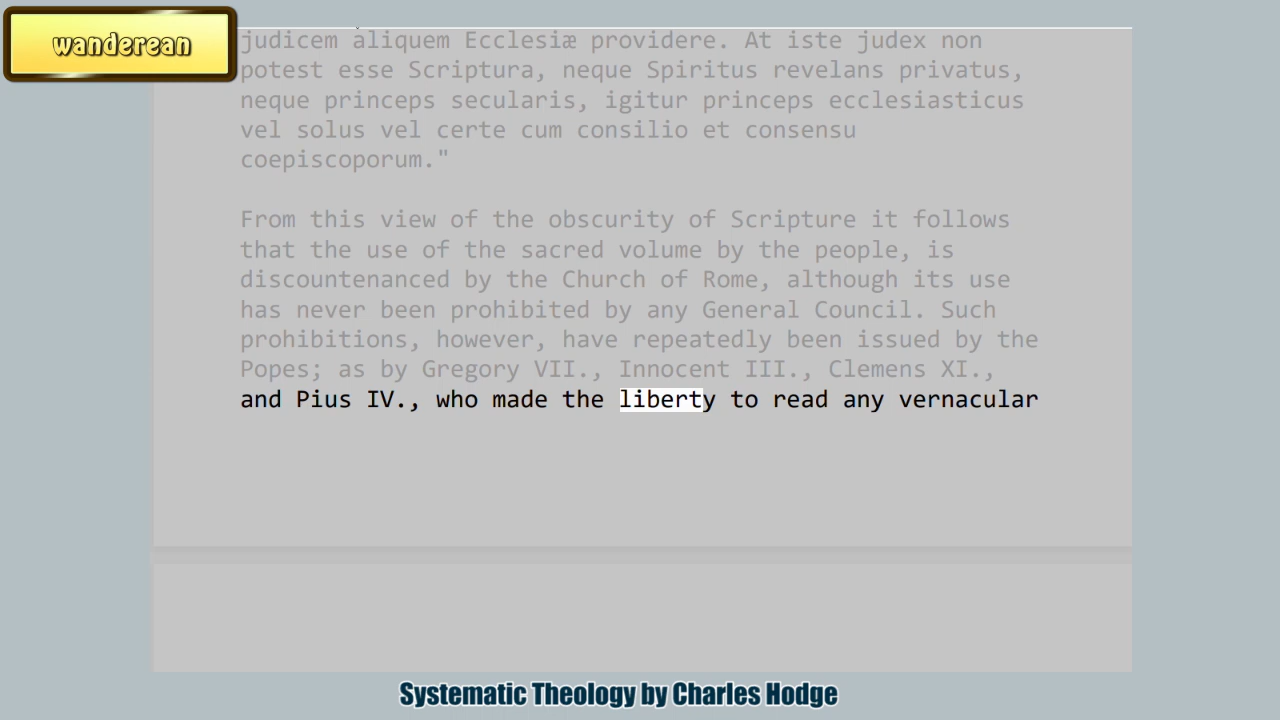 wanderean
judicem aliquem Ecclesiæ providere. At iste judex non
potest esse Scriptura, neque Spiritus revelans privatus,
neque princeps secularis, igitur princeps ecclesiasticus
vel solus vel certe cum consilio et consensu
coepiscoporum."
From this view of the obscurity of Scripture it follows
that the use of the sacred volume by the people, is
discountenanced by the Church of Rome, although its use
has never been prohibited by any General Council. Such
prohibitions, however, have repeatedly been issued by the
Popes; as by Gregory VII., Innocent III., Clemens XI.,
and Pius IV., who made the liberty to read any vernacular
Systematic Theology by Charles Hodge